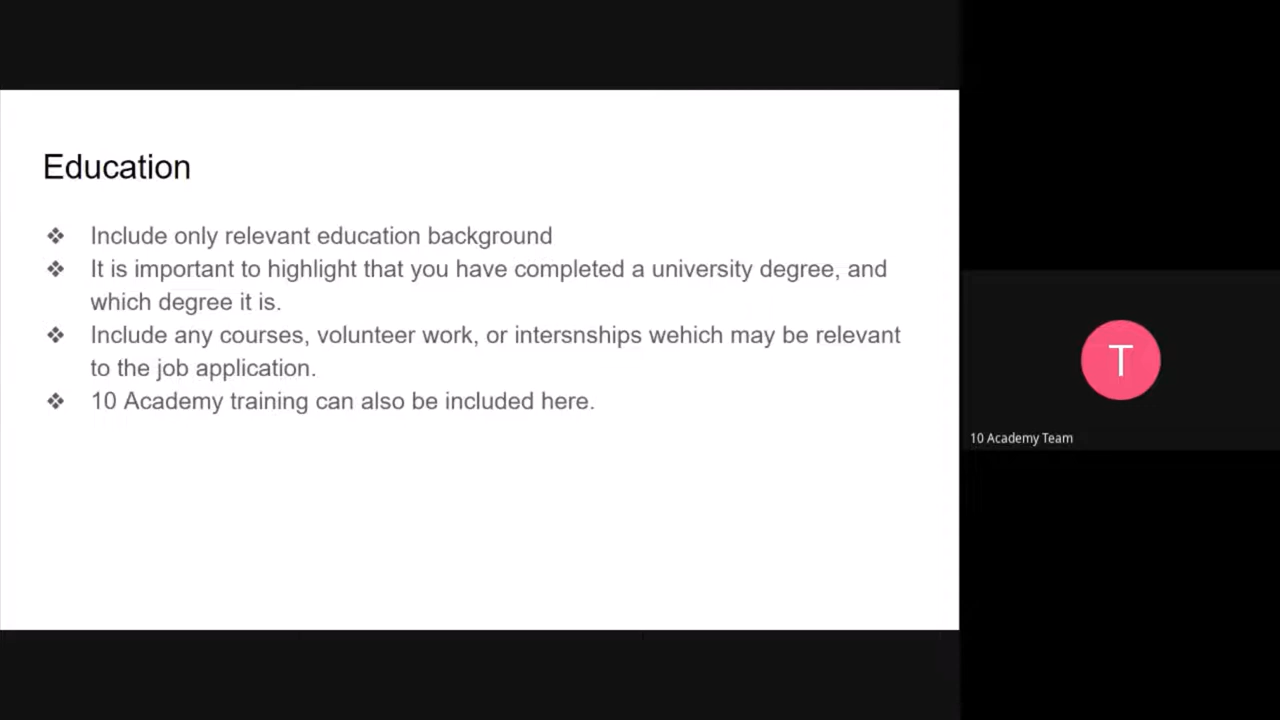 Education
❖ Include only relevant education background
❖ It is important to highlight that you have completed a university degree, and
which degree it is.
❖ Include any courses, volunteer work, or intersnships wehich may be relevant
to the job application.
❖ 10 Academy training can also be included here.
T
10 Academy Team